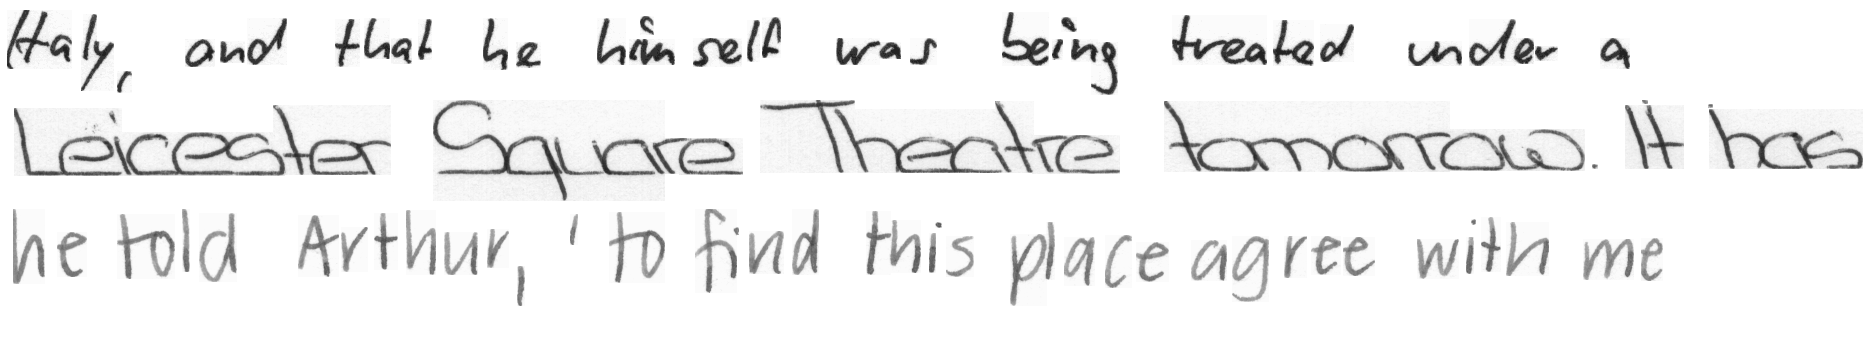 Italy, and that he himself was being treated under a
Leicester Square Theatre tomorrow. It has
he told Arthur, ' to find this place agree with me